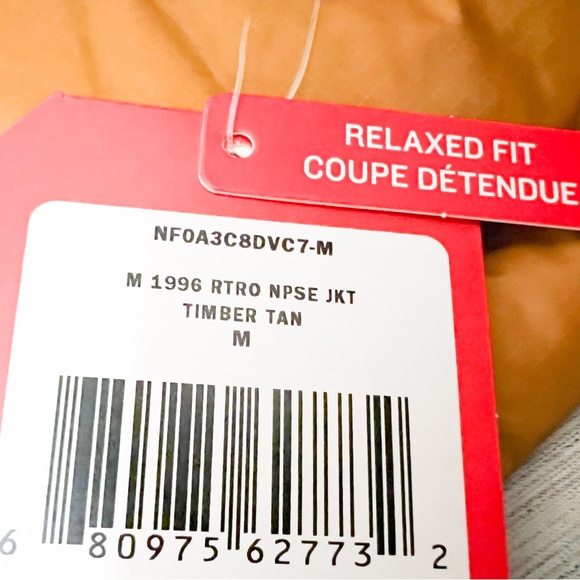 RELAXED FIT
COUPE DÉTENDUE
NF0A3C8DVC7-M
M 1996 RTRO NPSE JKT
TIMBER TAN
M
6 80975 62773 2